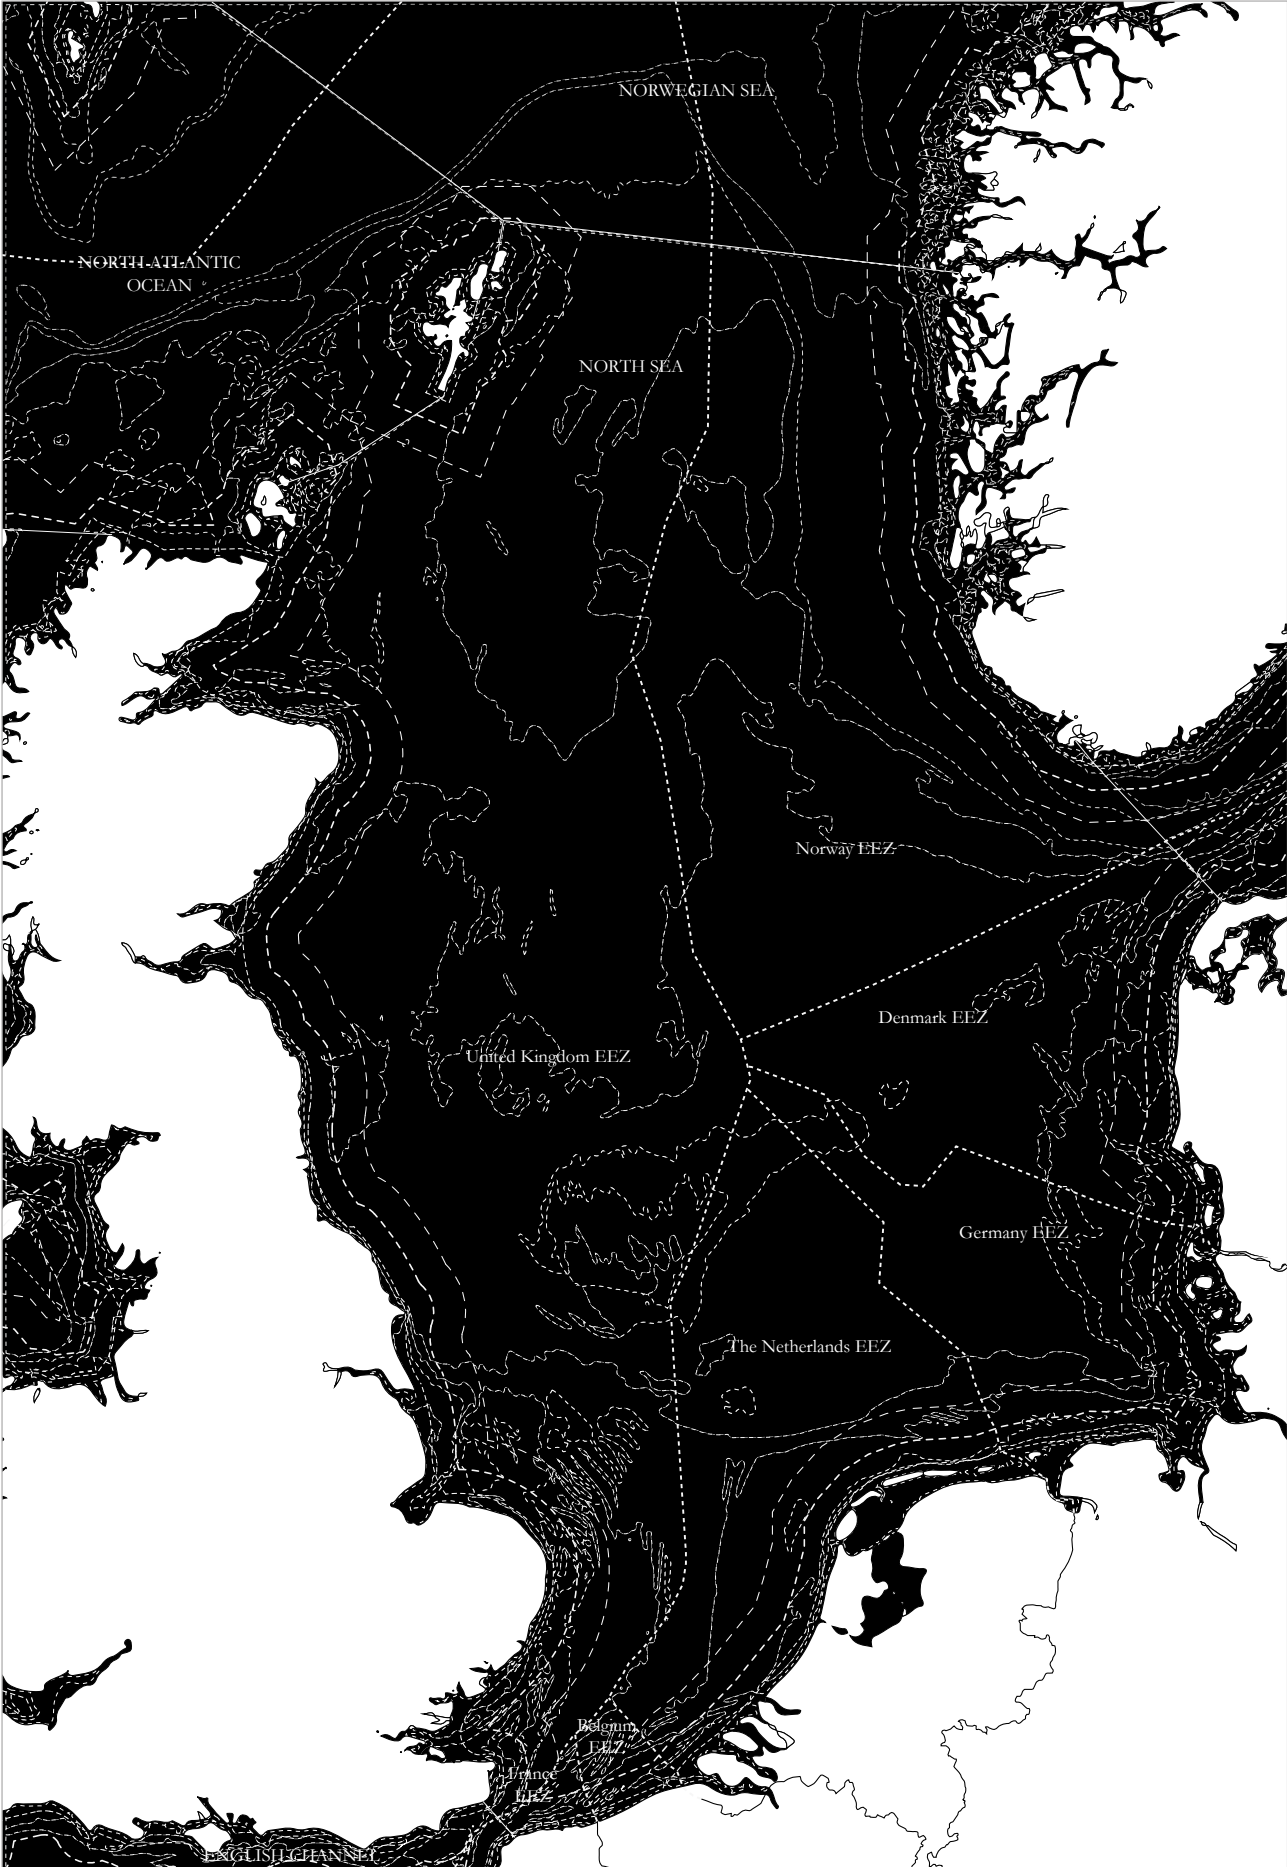 NORWEGIAN SEA
NORTH ATLANTIC
OCEAN
NORTH SEA
Norway EEZ
Denmark EEZ
United Kingdom EEZ
Germany EEZ
The Netherlands EEZ
Belgium
EEZ
France
EEZ
ENGLISH CHANNEL